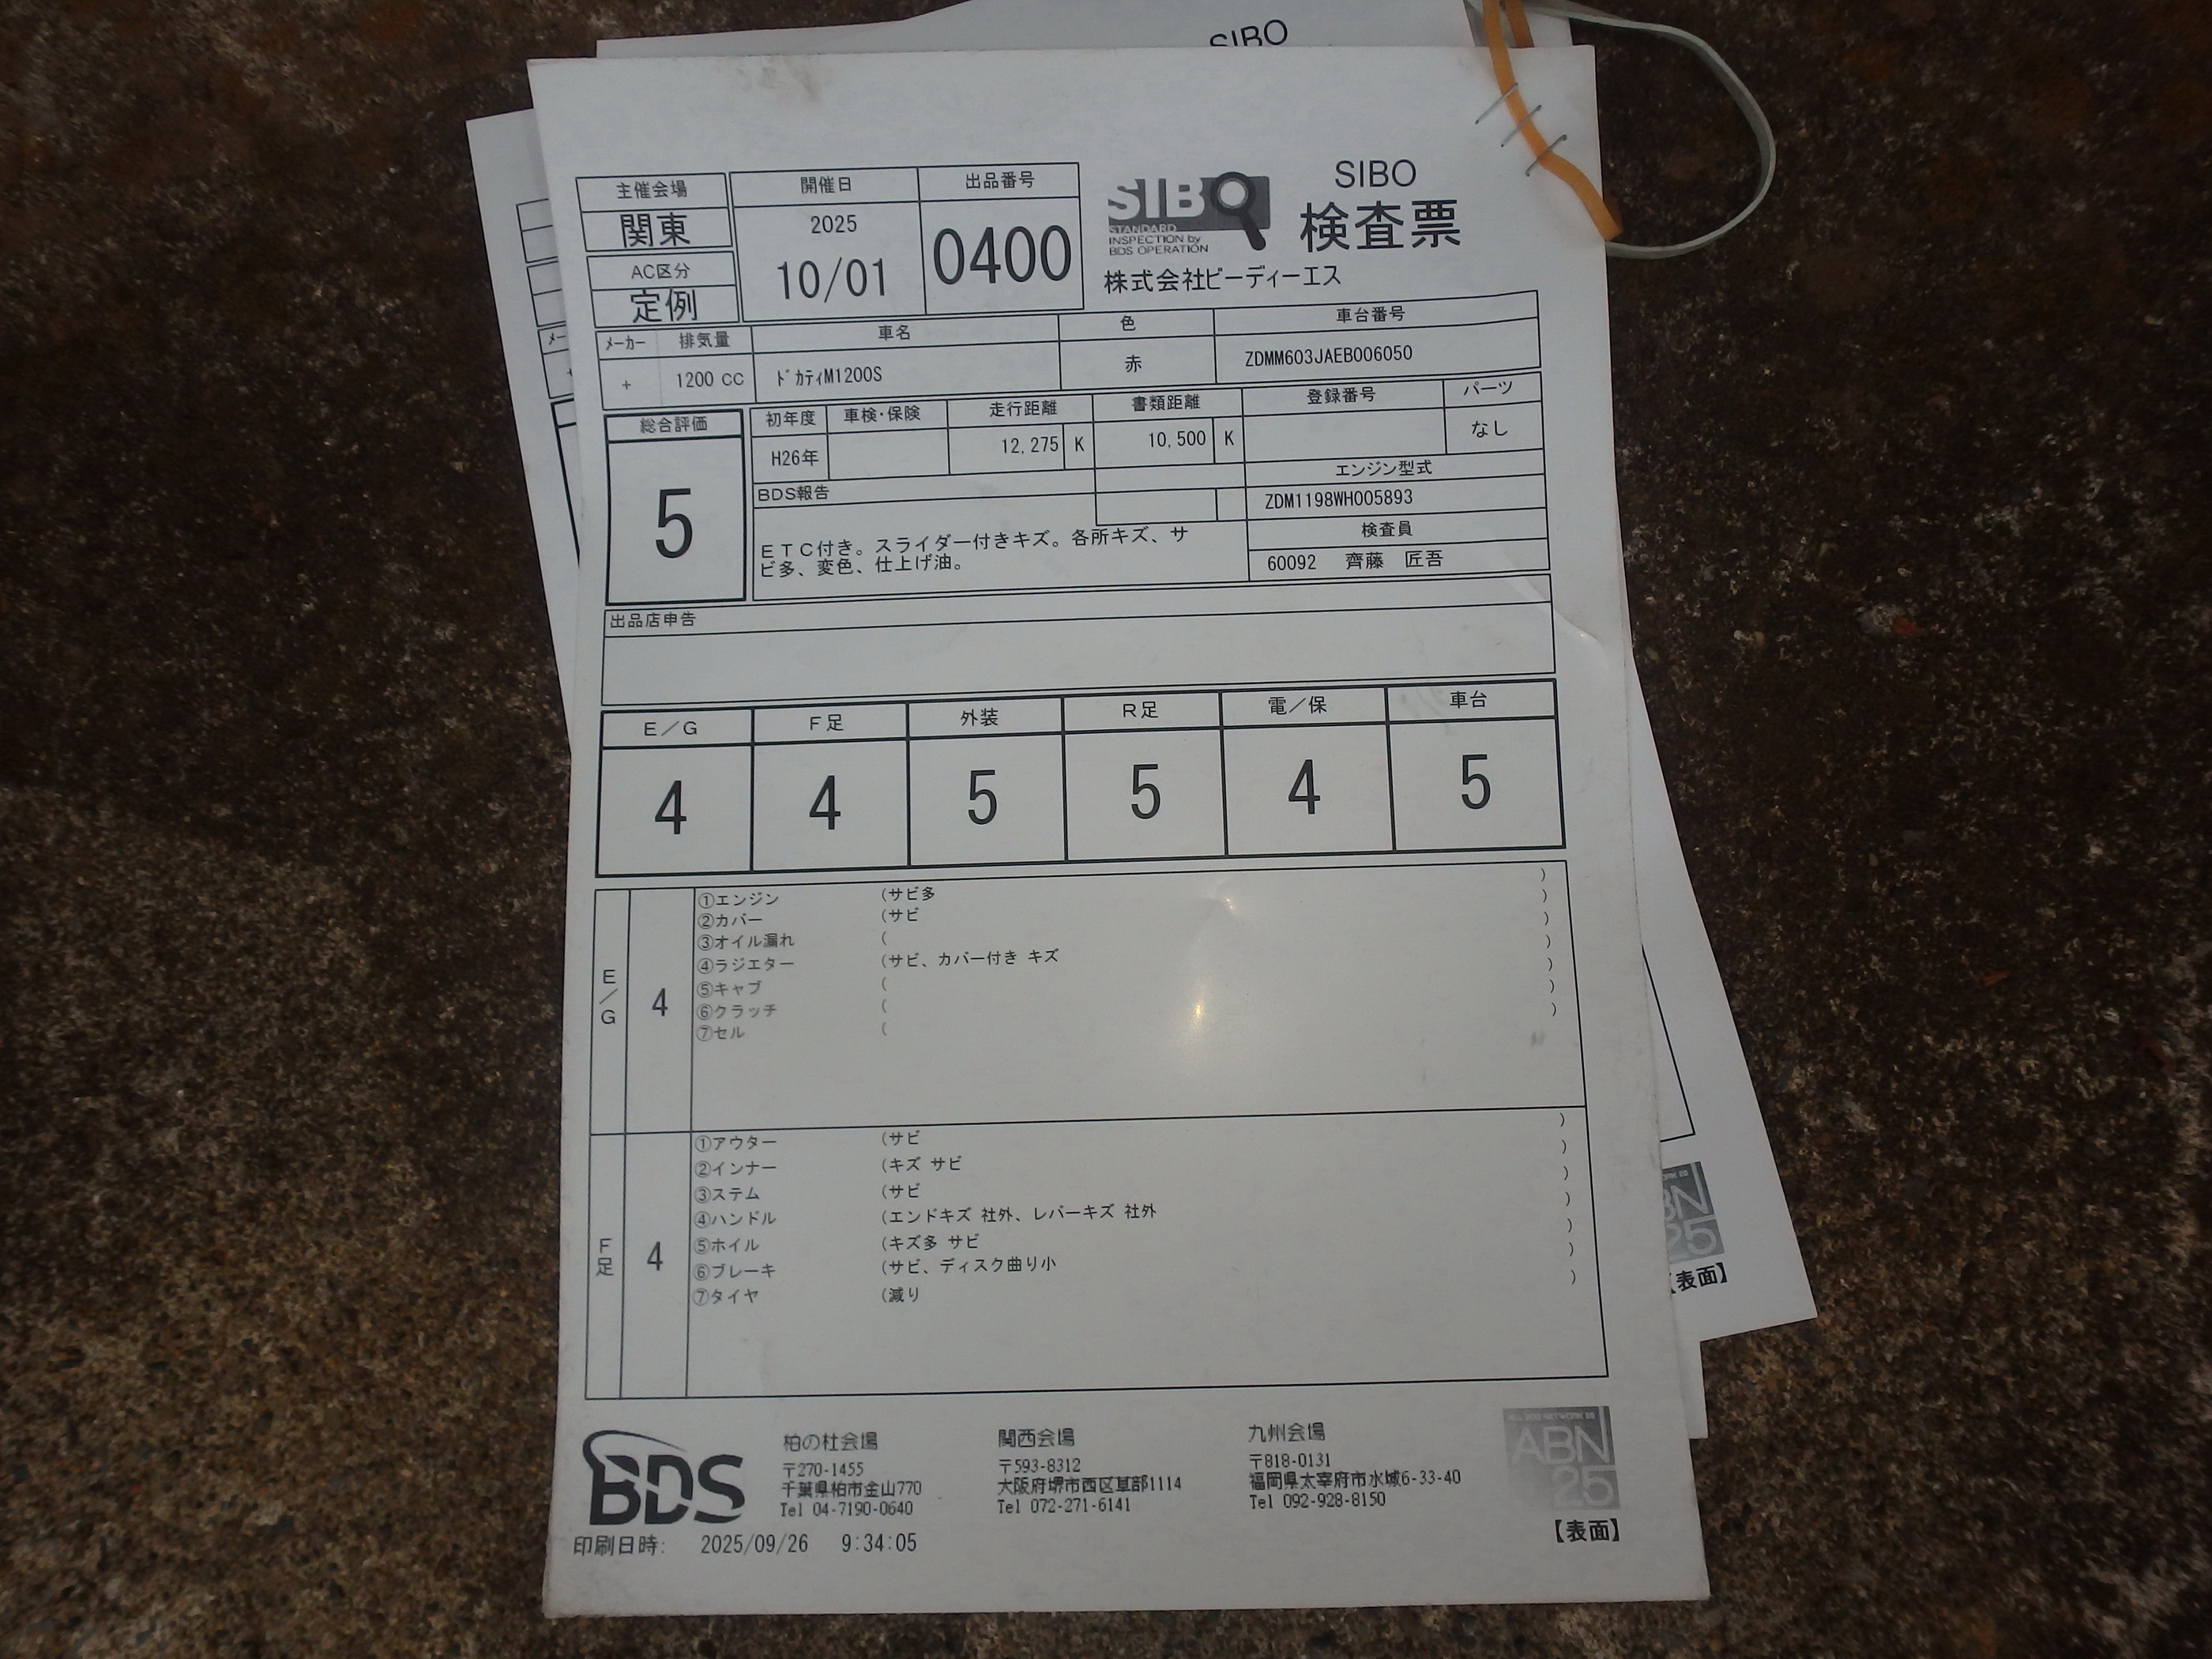 SIBO
主催会場
関東
AC区分
定例
開催日
2025
10/01
出品番号
0400
SIBO
STANDARD
INSPECTION by
BDS OPERATION
SIBO
検査票
株式会社ビーディーエス
メーカー 排気量 車名 色 車台番号
+ 1200 CC ドカティM1200S 赤 ZDMM603JAEB006050
総合評価
5
初年度 車検・保険 走行距離 書類距離 登録番号 パーツ
H26年 12,275 K 10,500 K なし
エンジン型式
ZDM1198WH005893
検査員
60092 齊藤 匠吾
BDS報告
ETC付き。スライダー付きキズ。各所キズ、サ
ビ多、変色、仕上げ油。
出品店申告
E/G F足 外装 R足 電/保 車台
4 4 5 5 4 5
E/G 4
①エンジン (サビ多 )
②カバー (サビ )
③オイル漏れ ( )
④ラジエター (サビ、カバー付き キズ )
⑤キャブ ( )
⑥クラッチ ( )
⑦セル ( )
F足 4
①アウター (サビ )
②インナー (キズ サビ )
③ステム (サビ )
④ハンドル (エンドキズ 社外、レバーキズ 社外 )
⑤ホイル (キズ多 サビ )
⑥ブレーキ (サビ、ディスク曲り小 )
⑦タイヤ (減り )
BDS
柏の杜会場
〒270-1455
千葉県柏市金山770
Tel 04-7190-0640
関西会場
〒593-8312
大阪府堺市西区草部1114
Tel 072-271-6141
九州会場
〒818-0131
福岡県太宰府市水城6-33-40
Tel 092-928-8150
ABN
25
【表面】
印刷日時: 2025/09/26 9:34:05
BN
25
【表面】